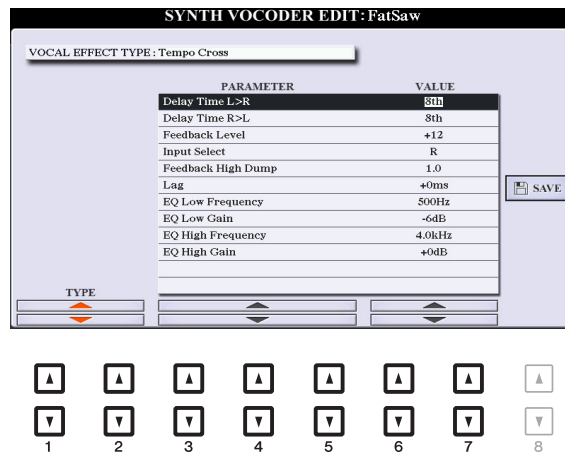 SYNTH VOCODER EDIT: FatSaw
VOCAL EFFECT TYPE : Tempo Cross
PARAMETER VALUE
Delay Time L>R 8th
Delay Time R>L 8th
Feedback Level +12
Input Select R
Feedback High Dump 1.0
Lag +0ms
EQ Low Frequency 500Hz
EQ Low Gain -6dB
EQ High Frequency 4.0kHz
EQ High Gain +0dB
SAVE
TYPE
1 2 3 4 5 6 7 8